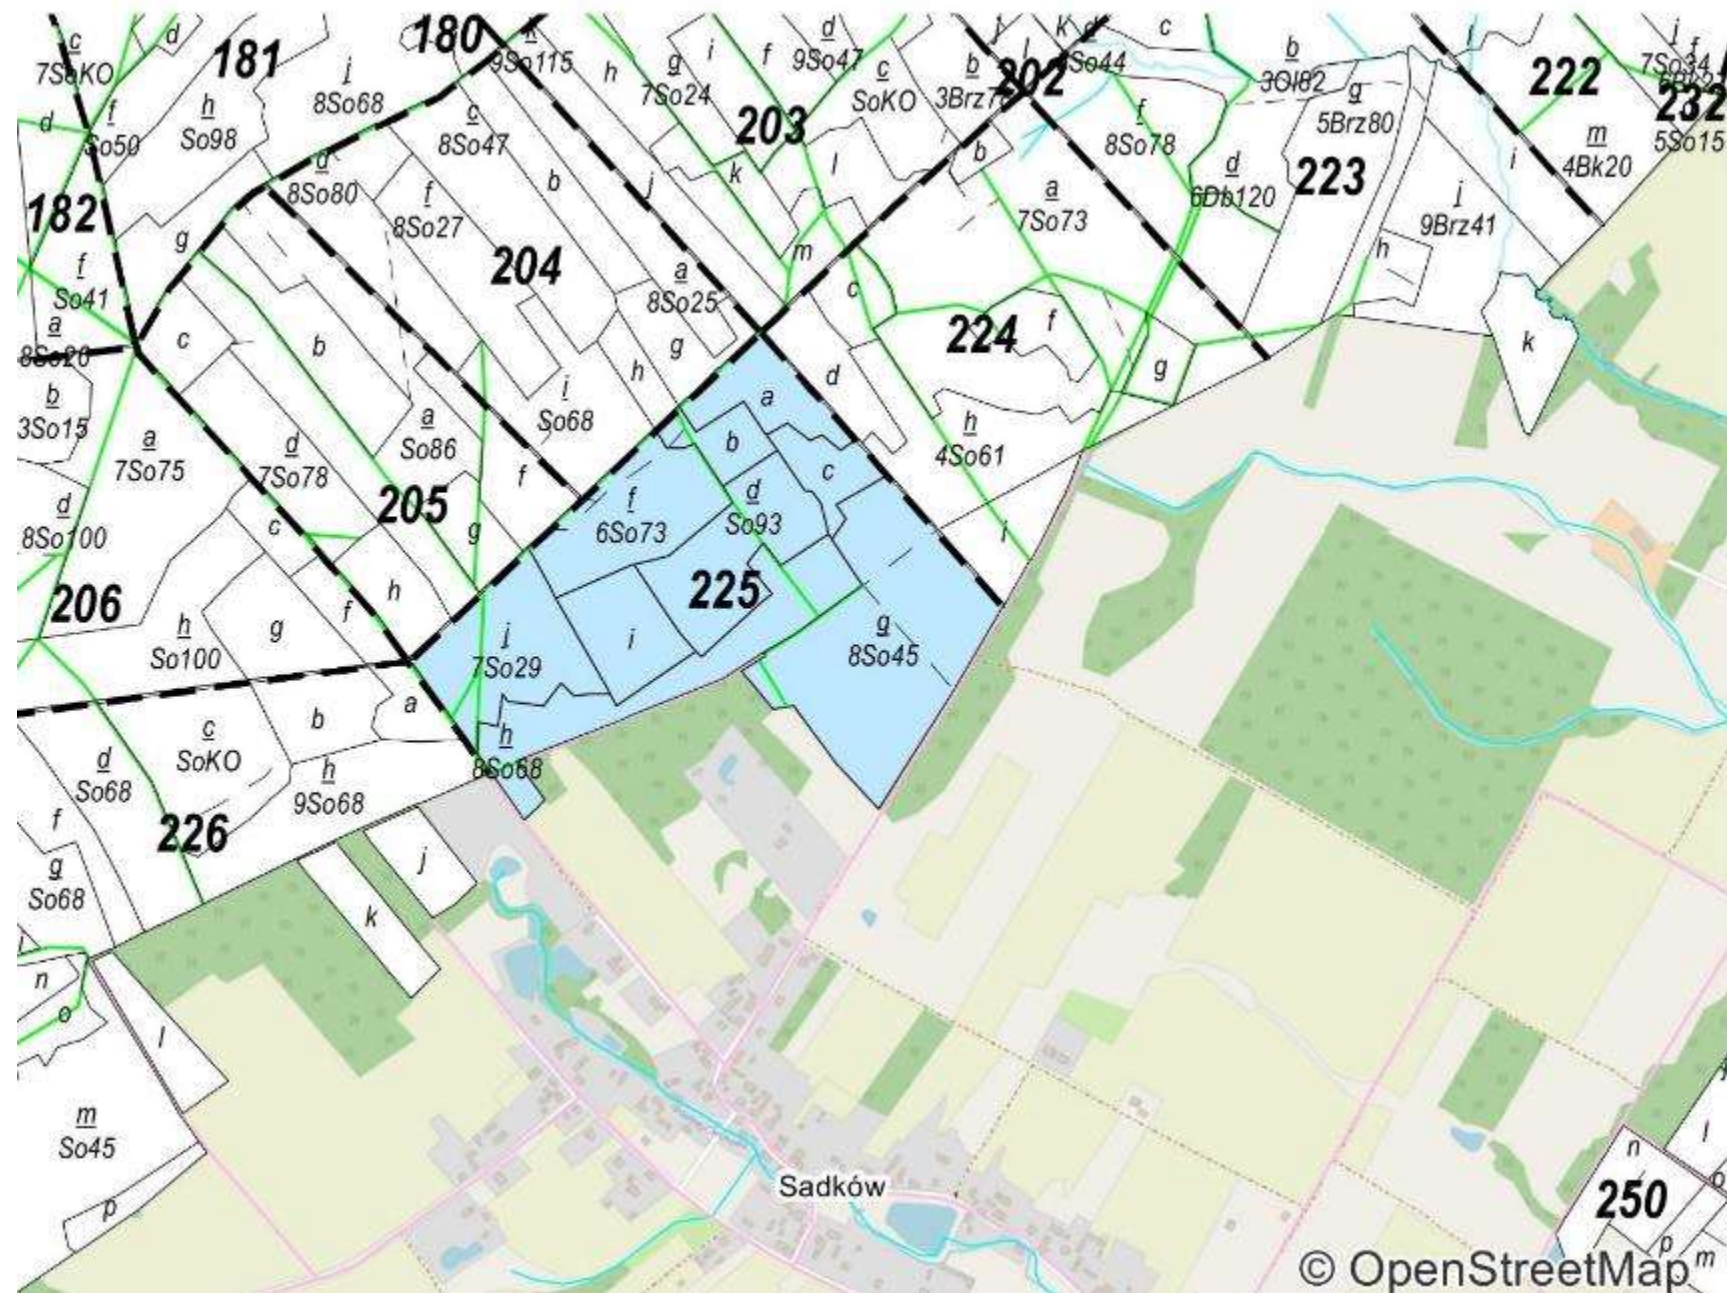 c
7SoKO
d
181
180
k
9So115
h
g
7So24
i
f
d
9So47
c
SoKO
b
j
l
k
202
c
b
3Ol82
g
5Brz80
222
j
7So34
f
232
5So15
j
8So68
d
f
So50
h
So98
c
8So47
203
l
b
f
8So78
d
6Db120
223
i
m
4Bk20
d
8So80
f
8So27
b
j
k
a
7So73
j
9Brz41
182
g
204
m
h
f
So41
a
8So25
c
a
8So20
c
b
g
224
f
k
b
3So15
h
d
g
a
7So75
i
So68
a
b
h
4So61
a
So86
d
7So78
f
c
d
8So100
205
f
6So73
d
So93
c
g
i
206
h
225
f
g
h
So100
j
7So29
i
g
8So45
a
b
c
SoKO
d
So68
h
8So68
h
9So68
f
226
g
So68
j
k
n
o
l
m
So45
n
l
Sadków
250
o
p
p
m
© OpenStreetMap